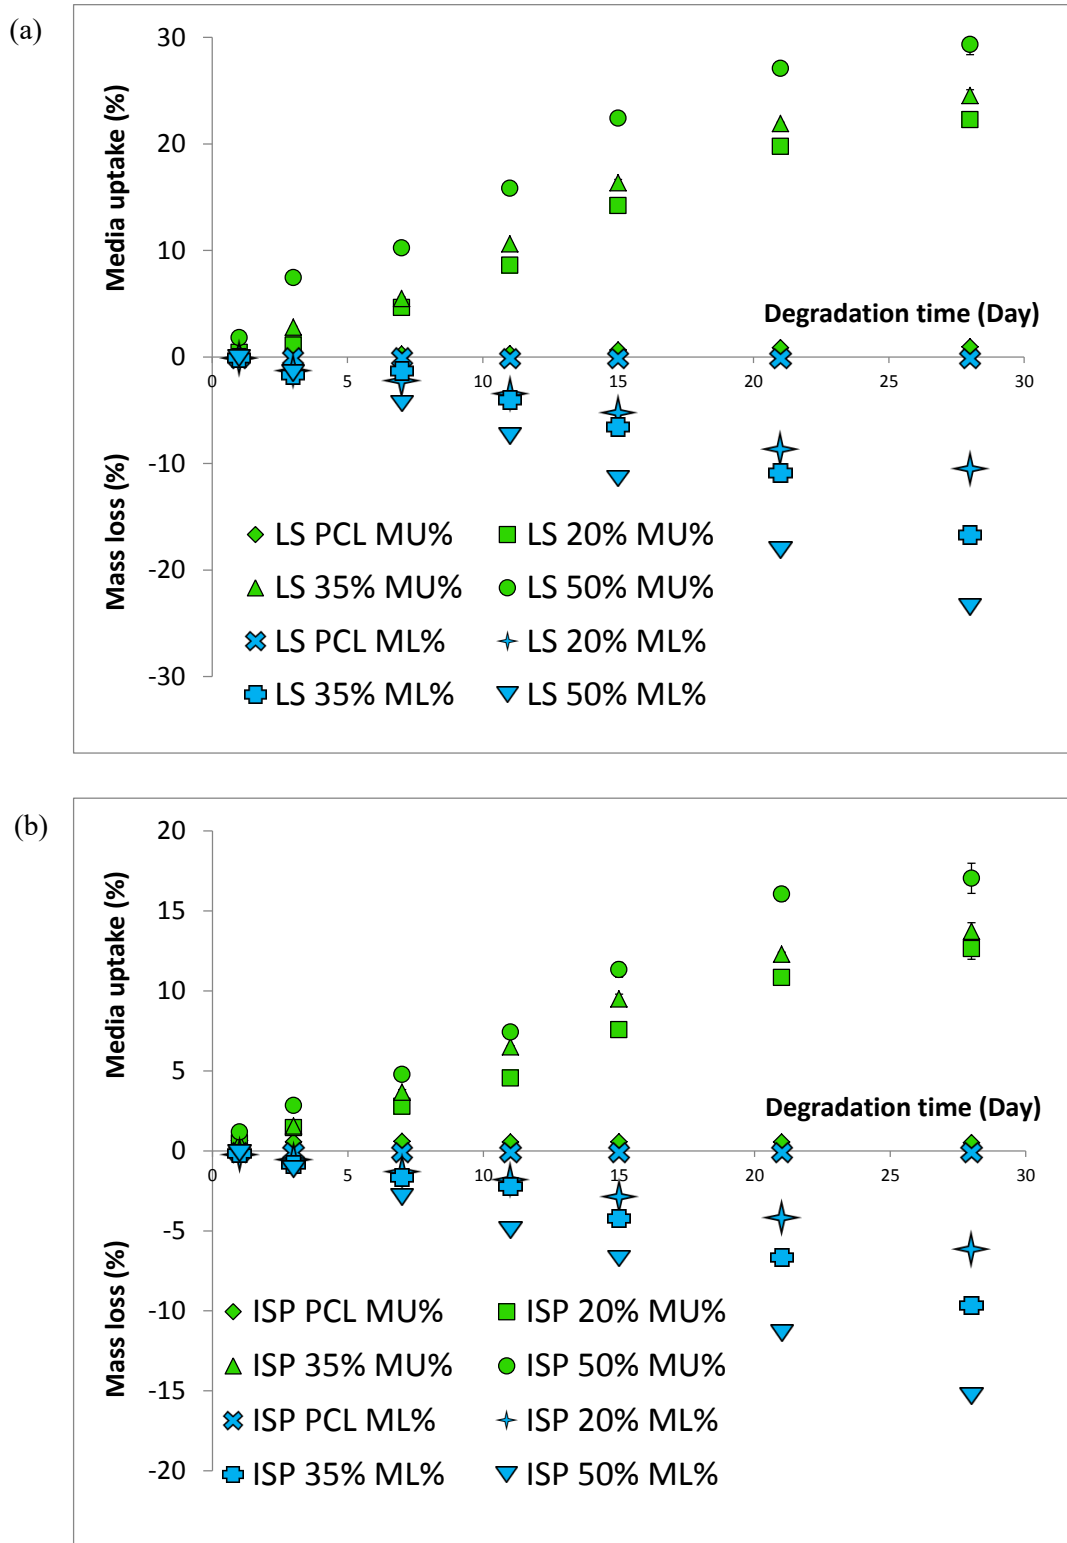 (a)
Media uptake (%)
Mass loss (%)
30
20
10
0
-10
-20
-30
Degradation time (Day)
0 5 10 15 20 25 30
LS PCL MU% LS 20% MU%
LS 35% MU% LS 50% MU%
LS PCL ML% LS 20% ML%
LS 35% ML% LS 50% ML%
(b)
Media uptake (%)
Mass loss (%)
20
15
10
5
0
-5
-10
-15
-20
Degradation time (Day)
0 5 10 15 20 25 30
ISP PCL MU% ISP 20% MU%
ISP 35% MU% ISP 50% MU%
ISP PCL ML% ISP 20% ML%
ISP 35% ML% ISP 50% ML%